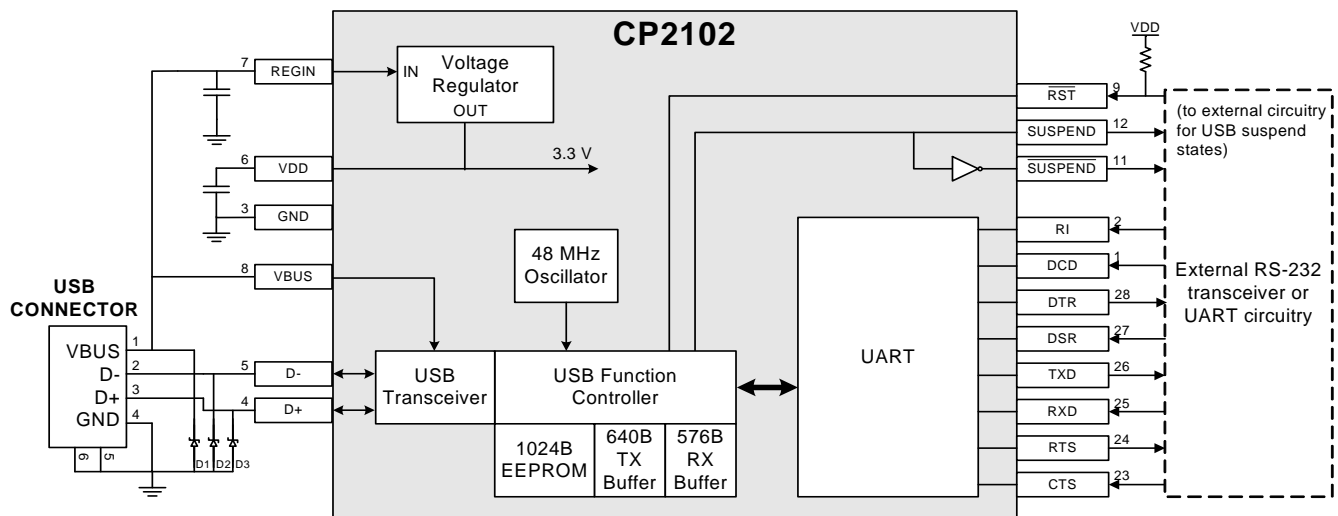 CP2102
7
REGIN
IN
Voltage
Regulator
OUT
6
VDD
3.3 V
3
GND
48 MHz
Oscillator
8
VBUS
USB
CONNECTOR
VBUS
D-
D+
GND
1
2
3
4
6
5
D1
D2
D3
5
D-
4
D+
USB
Transceiver
USB Function
Controller
1024B
EEPROM
640B
TX
Buffer
576B
RX
Buffer
UART
VDD
RST
9
SUSPEND
12
SUSPEND
11
RI
2
DCD
1
DTR
28
DSR
27
TXD
26
RXD
25
RTS
24
CTS
23
(to external circuitry
for USB suspend
states)
External RS-232
transceiver or
UART circuitry